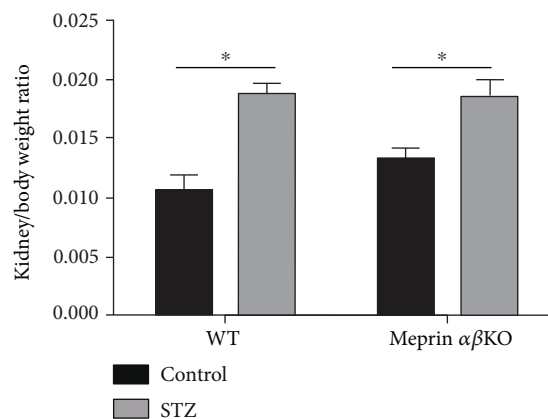 Kidney/body weight ratio
0.025
0.020
0.015
0.010
0.005
0.000
*
*
WT
Meprin αβKO
Control
STZ